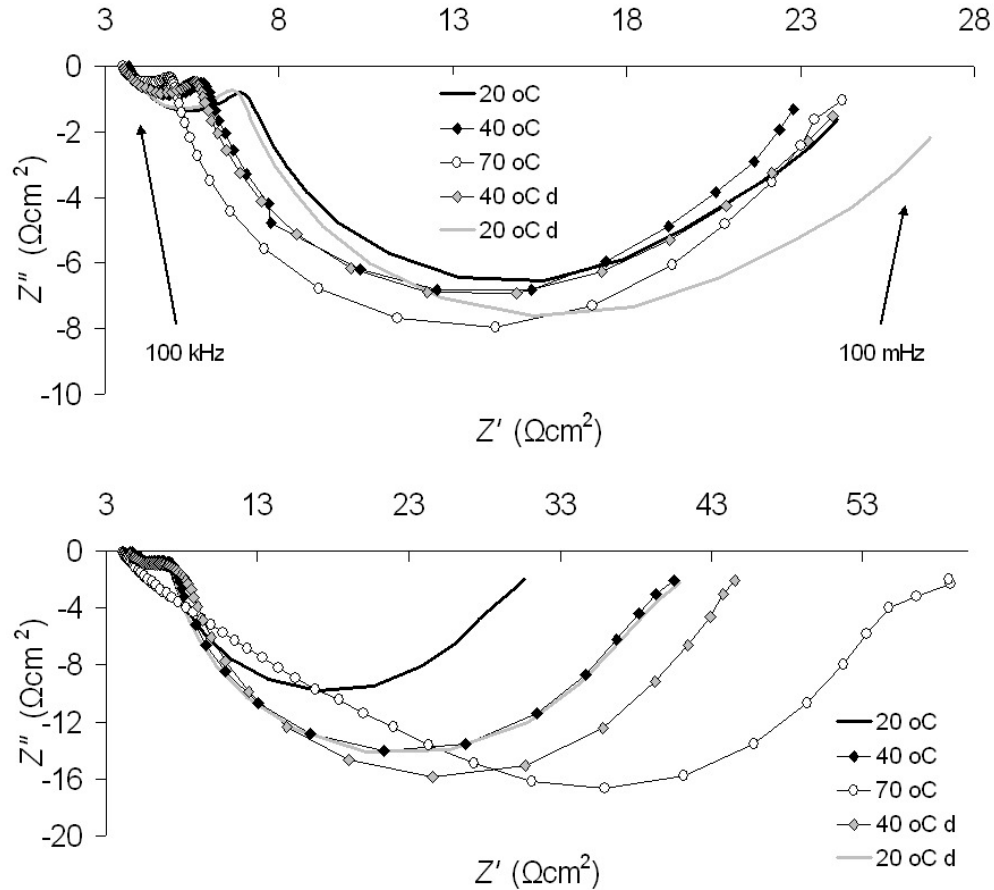 3 8 13 18 23 28
0
-2
-4
-6
-8
-10
Z″ (Ωcm²)
20 oC
40 oC
70 oC
40 oC d
20 oC d
100 kHz
100 mHz
Z′ (Ωcm²)
3 13 23 33 43 53
0
-4
-8
-12
-16
-20
Z″ (Ωcm²)
20 oC
40 oC
70 oC
40 oC d
20 oC d
Z′ (Ωcm²)